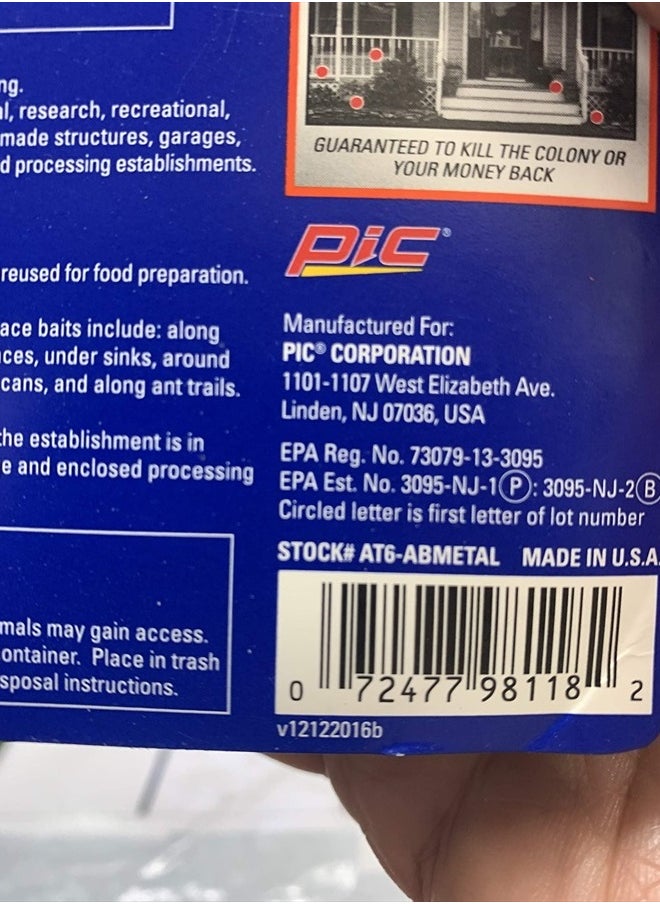 ng.
al, research, recreational,
made structures, garages,
d processing establishments.
reused for food preparation.
ace baits include: along
ces, under sinks, around
cans, and along ant trails.
the establishment is in
e and enclosed processing
mals may gain access.
ontainer. Place in trash
sposal instructions.
GUARANTEED TO KILL THE COLONY OR
YOUR MONEY BACK
PiC®
Manufactured For:
PIC® CORPORATION
1101-1107 West Elizabeth Ave.
Linden, NJ 07036, USA
EPA Reg. No. 73079-13-3095
EPA Est. No. 3095-NJ-1 Ⓟ: 3095-NJ-2 Ⓑ
Circled letter is first letter of lot number
STOCK# AT6-ABMETAL MADE IN U.S.A.
0 72477 98118 2
v12122016b